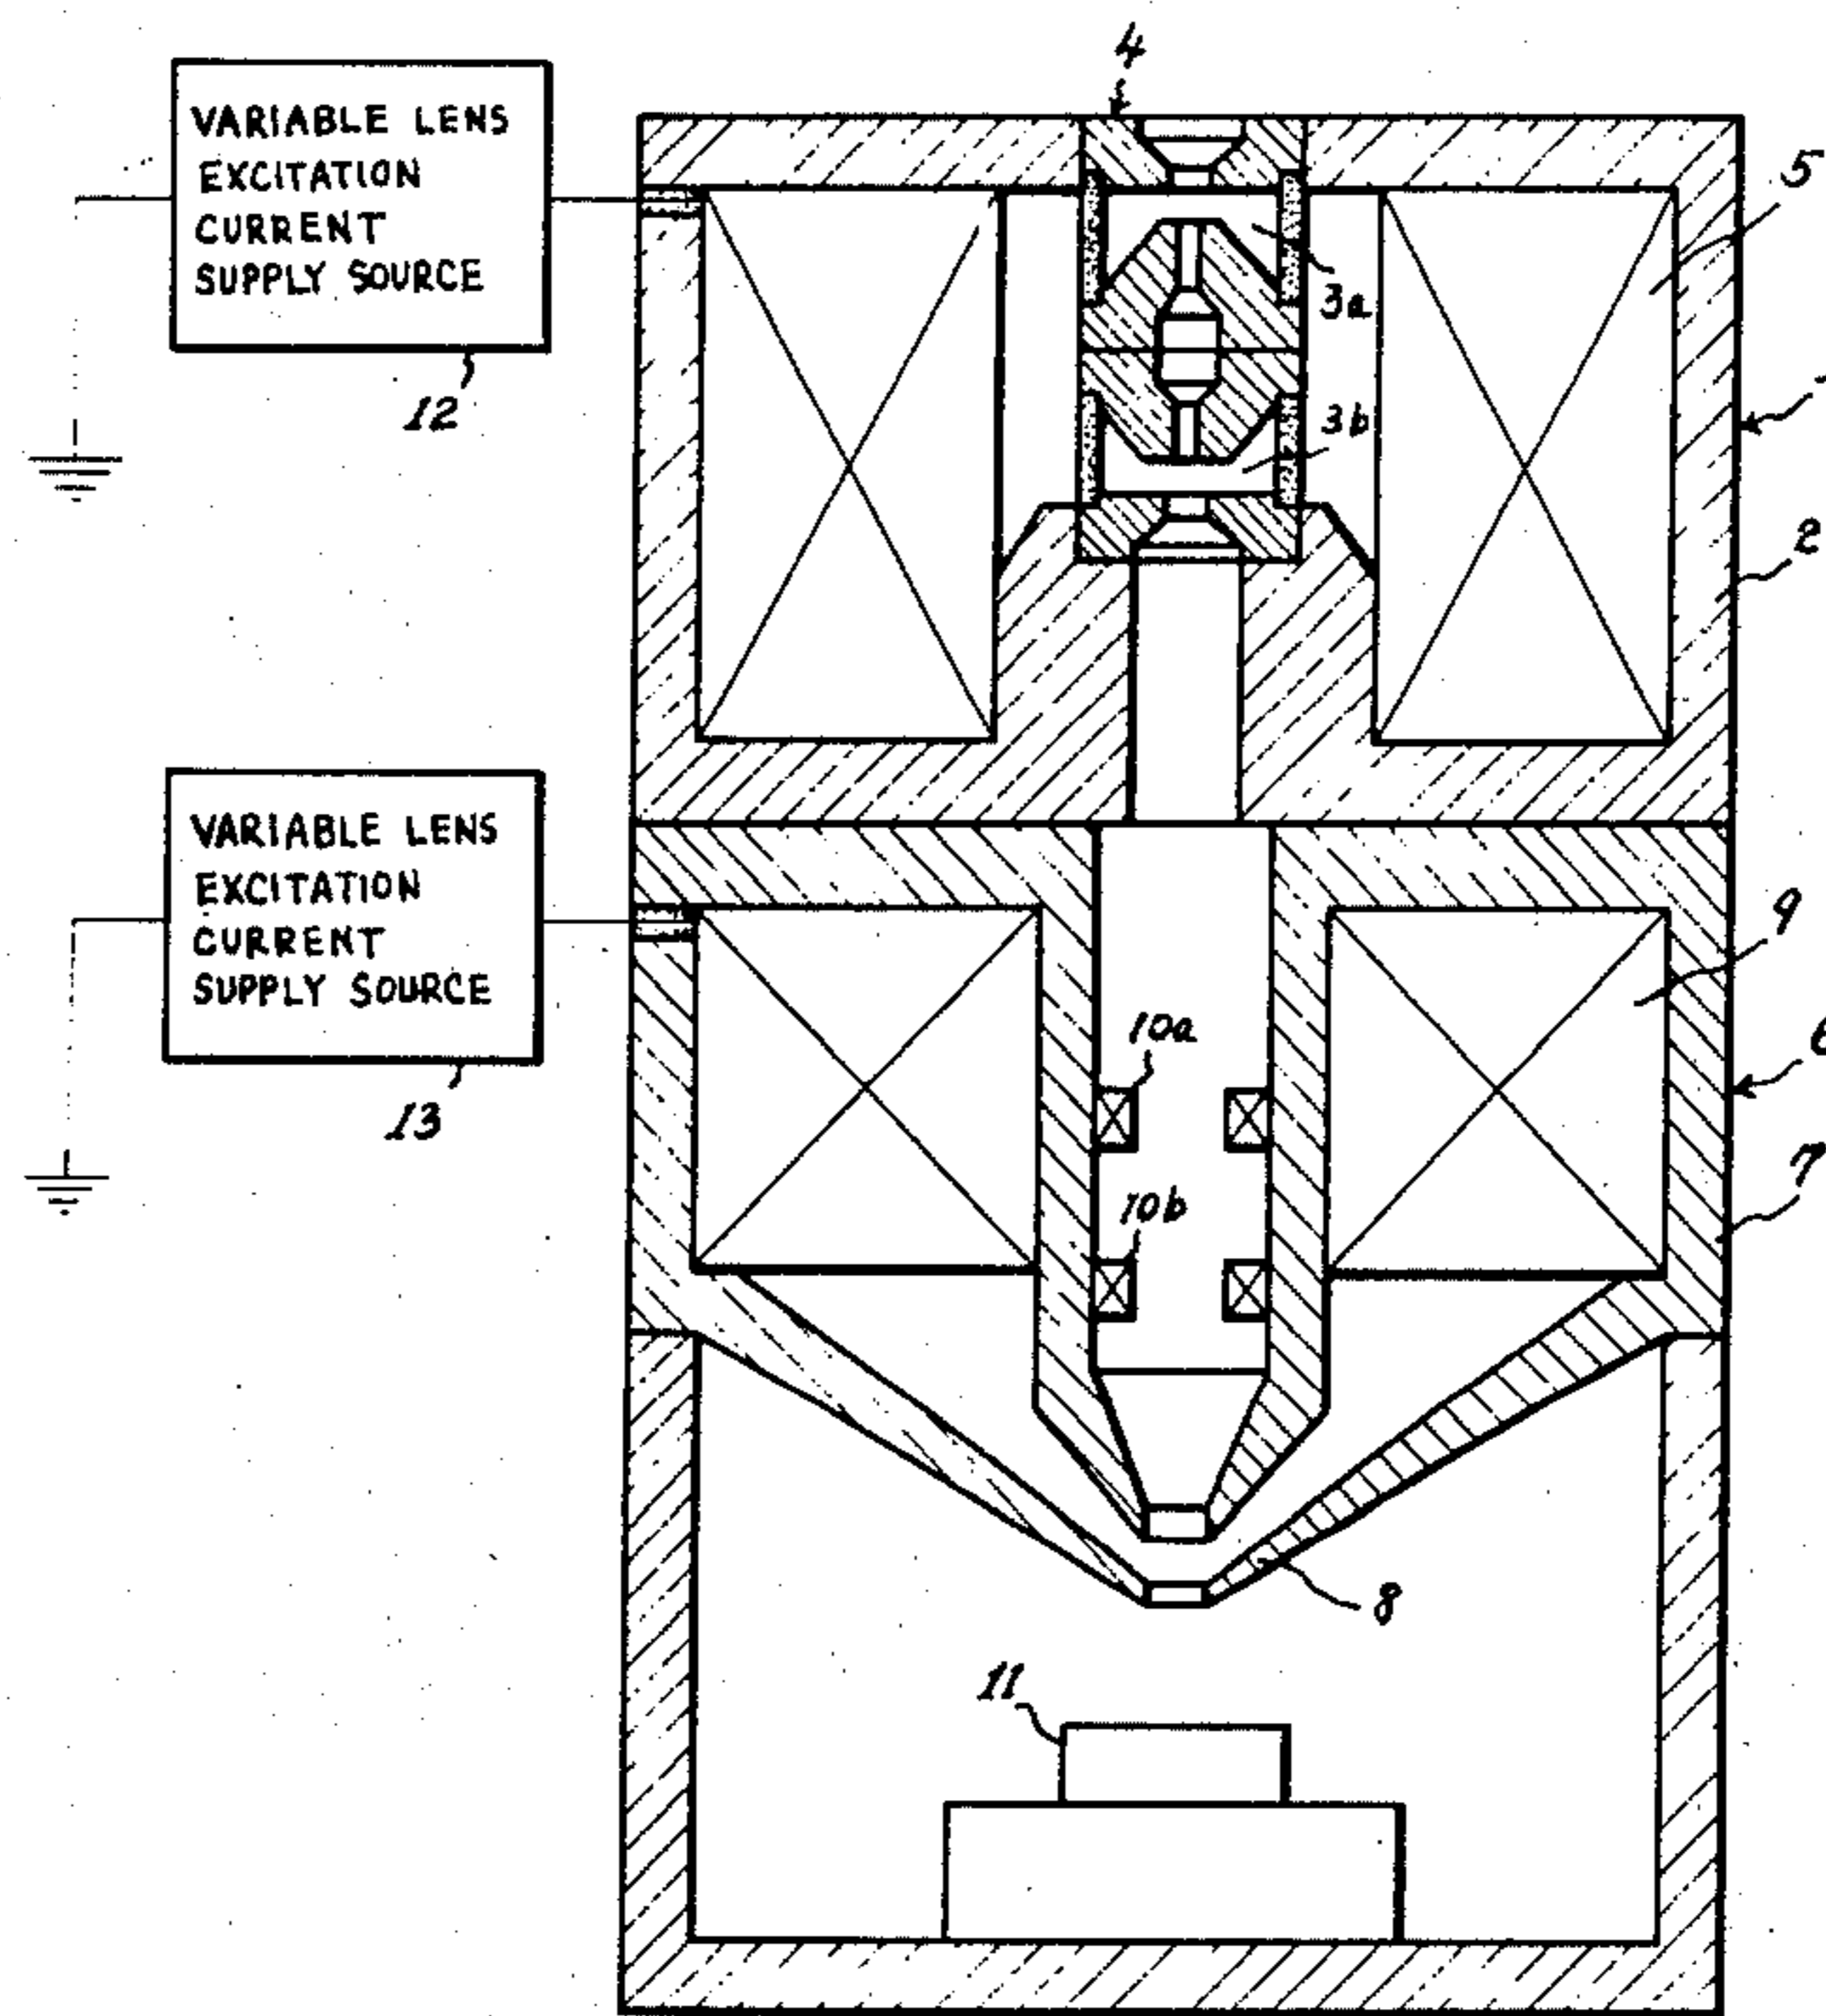 4
VARIABLE LENS
EXCITATION
CURRENT
SUPPLY SOURCE
12
5
3a
3b
2
VARIABLE LENS
EXCITATION
CURRENT
SUPPLY SOURCE
13
9
10a
6
7
10b
8
11